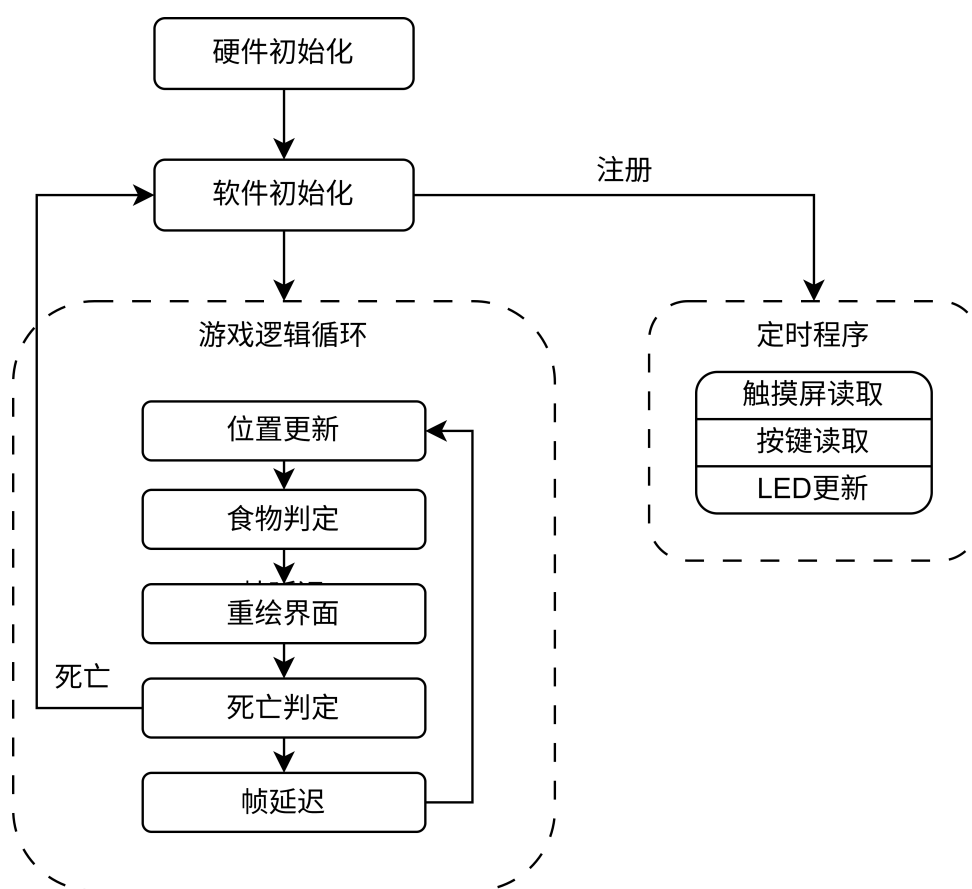 硬件初始化
软件初始化
注册
游戏逻辑循环
定时程序
触摸屏读取
按键读取
LED更新
位置更新
食物判定
重绘界面
死亡
死亡判定
帧延迟